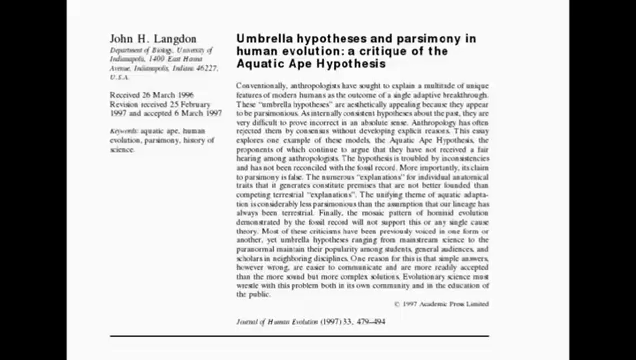 John H. Langdon
Department of Biology, University of
Indianapolis, 1400 East Hanna
Avenue, Indianapolis, Indiana 46227,
U.S.A.
Received 26 March 1996
Revision received 25 February
1997 and accepted 6 March 1997
Keywords: aquatic ape, human
evolution, parsimony, history of
science.
Umbrella hypotheses and parsimony in
human evolution: a critique of the
Aquatic Ape Hypothesis
Conventionally, anthropologists have sought to explain a multitude of unique
features of modern humans as the outcome of a single adaptive breakthrough.
These "umbrella hypotheses" are aesthetically appealing because they appear
to be parsimonious. As internally consistent hypotheses about the past, they are
very difficult to prove incorrect in an absolute sense. Anthropology has often
rejected them by consensus without developing explicit reasons. This essay
explores one example of these models, the Aquatic Ape Hypothesis, the
proponents of which continue to argue that they have not received a fair
hearing among anthropologists. The hypothesis is troubled by inconsistencies
and has not been reconciled with the fossil record. More importantly, its claim
to parsimony is false. The numerous "explanations" for individual anatomical
traits that it generates constitute premises that are not better founded than
competing terrestrial "explanations". The unifying theme of aquatic adapta-
tion is considerably less parsimonious than the assumption that our lineage has
always been terrestrial. Finally, the mosaic pattern of hominid evolution
demonstrated by the fossil record will not support this or any single cause
theory. Most of these criticisms have been previously voiced in one form or
another, yet umbrella hypotheses ranging from mainstream science to the
paranormal maintain their popularity among students, general audiences, and
scholars in neighboring disciplines. One reason for this is that simple answers,
however wrong, are easier to communicate and are more readily accepted
than the more sound but more complex solutions. Evolutionary science must
wrestle with this problem both in its own community and in the education of
the public.
© 1997 Academic Press Limited
Journal of Human Evolution (1997) 33, 479–494